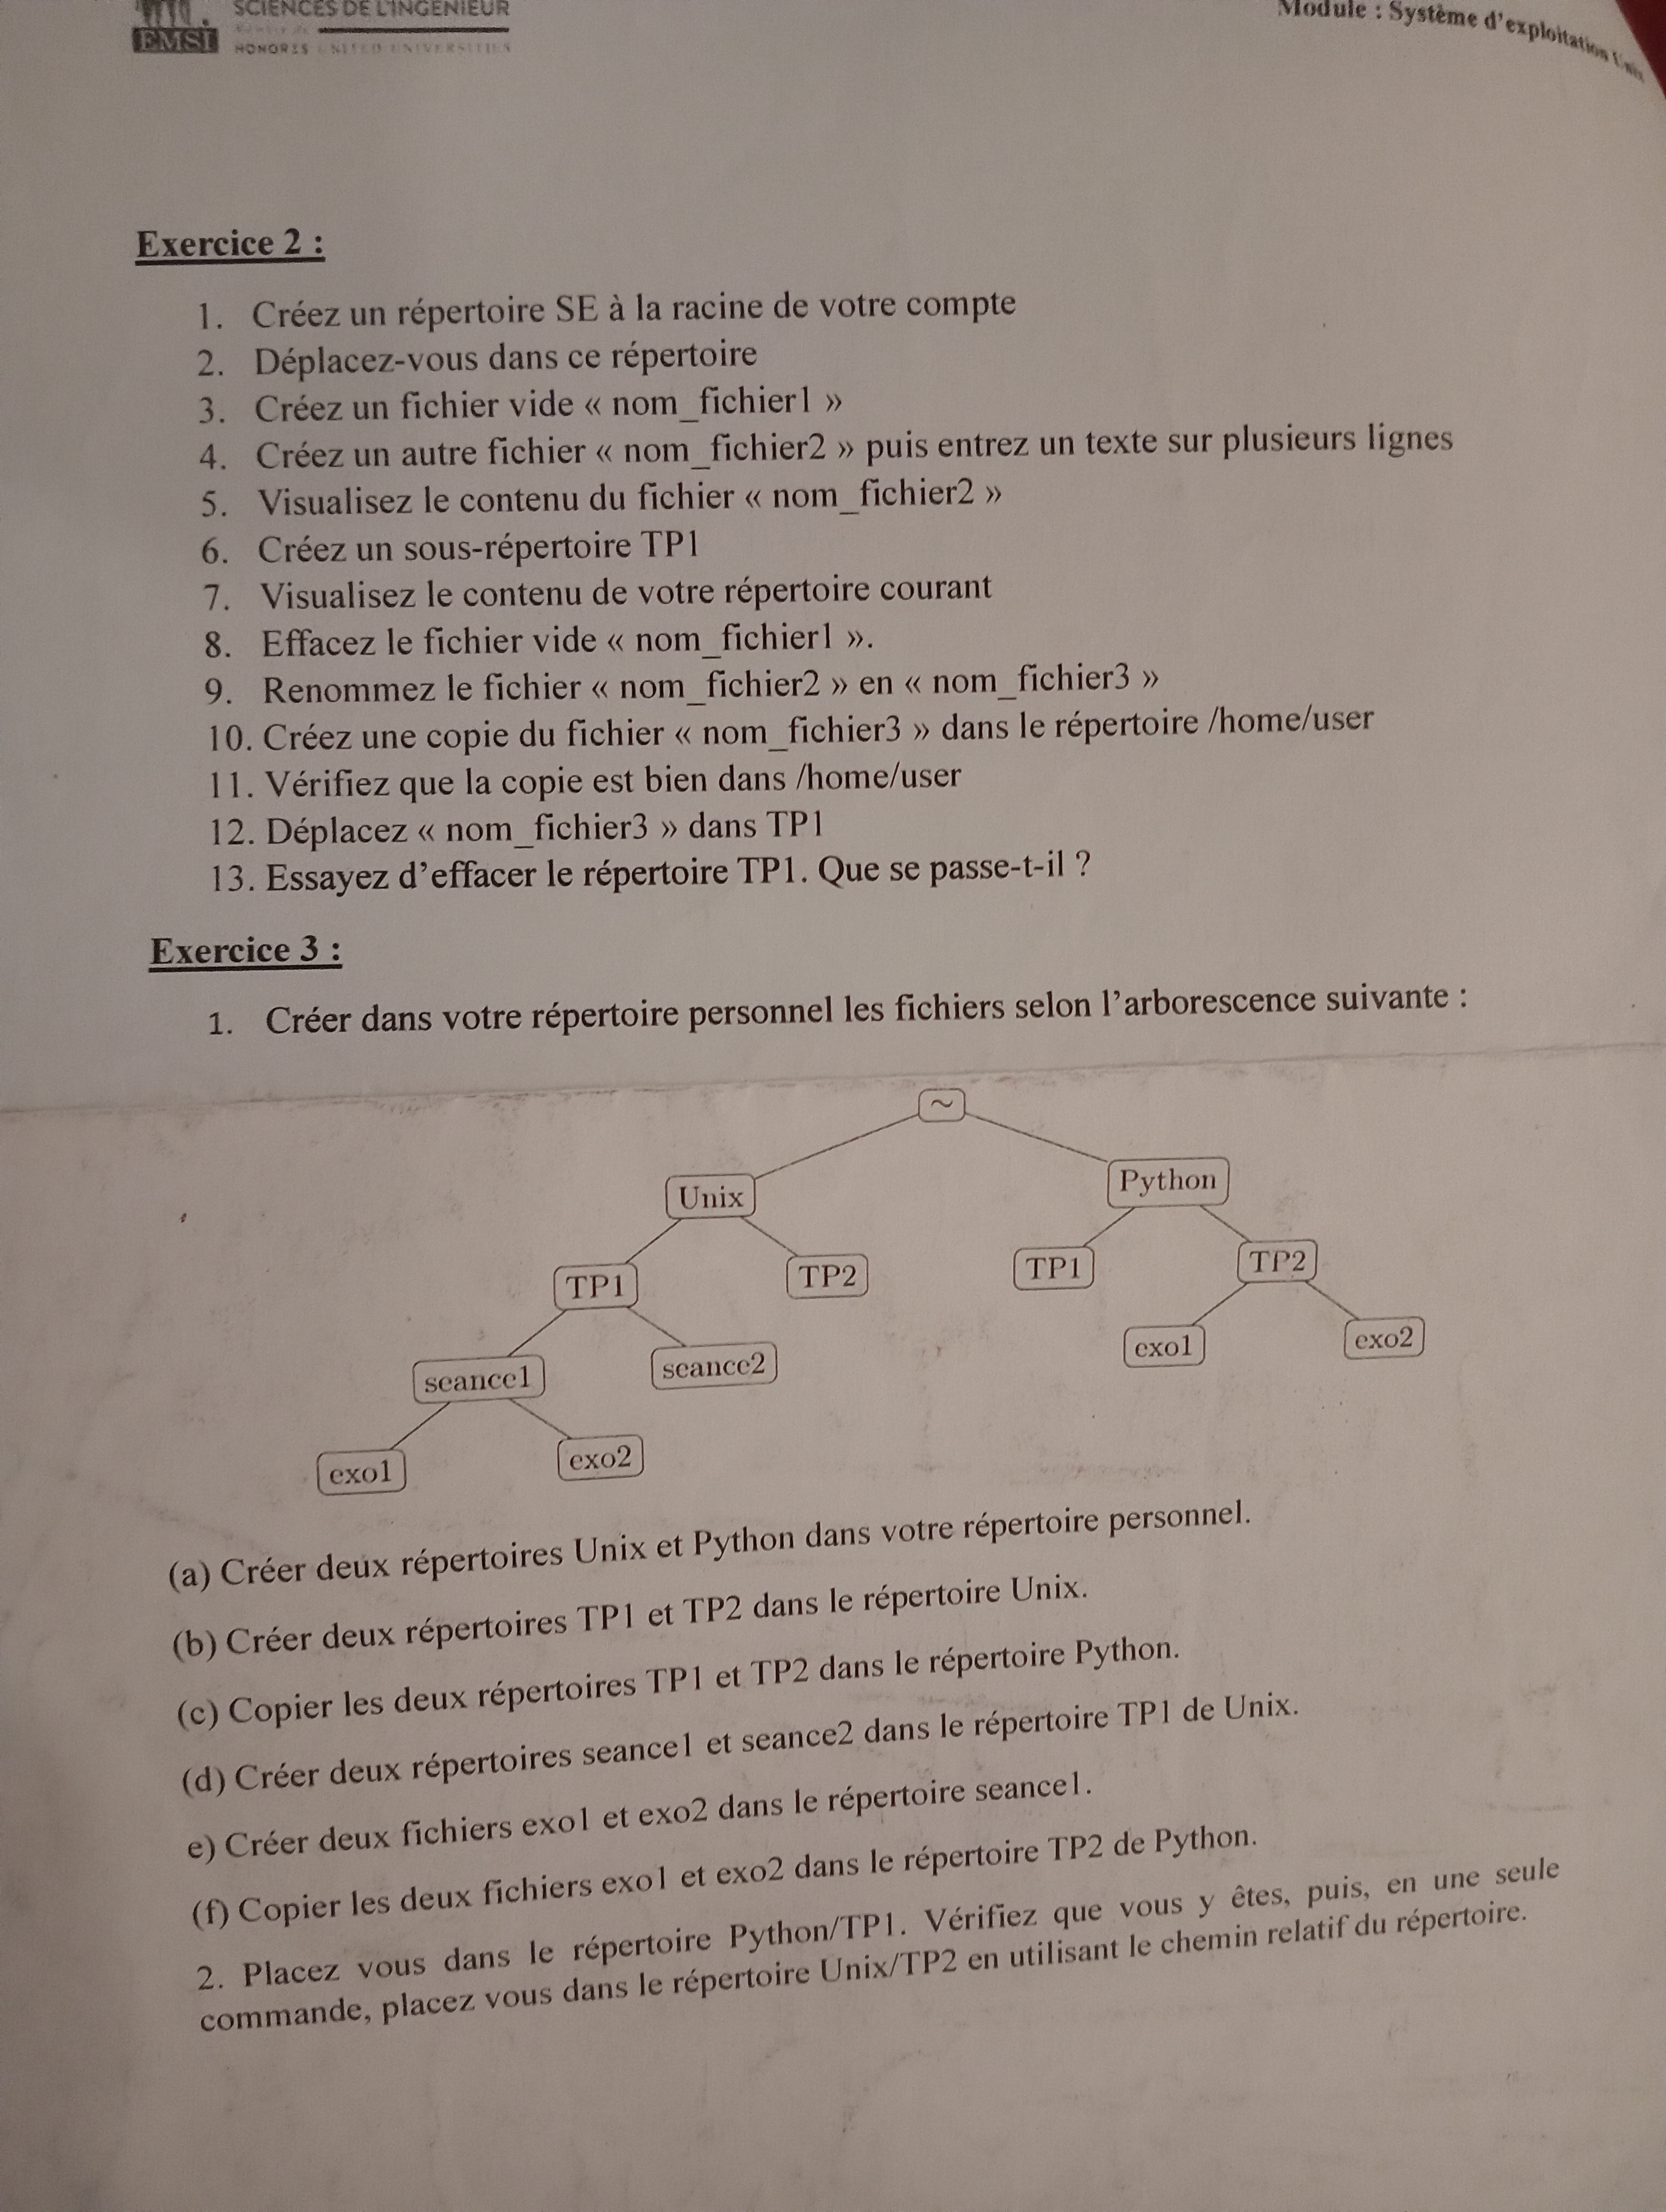 SCIENCES DE L'INGENIEUR
EMSI
HONORIS UNITED UNIVERSITIES
Module : Système d'exploitation Unix
Exercice 2 :
1. Créez un répertoire SE à la racine de votre compte
2. Déplacez-vous dans ce répertoire
3. Créez un fichier vide « nom_fichier1 »
4. Créez un autre fichier « nom_fichier2 » puis entrez un texte sur plusieurs lignes
5. Visualisez le contenu du fichier « nom_fichier2 »
6. Créez un sous-répertoire TP1
7. Visualisez le contenu de votre répertoire courant
8. Effacez le fichier vide « nom_fichier1 ».
9. Renommez le fichier « nom_fichier2 » en « nom_fichier3 »
10. Créez une copie du fichier « nom_fichier3 » dans le répertoire /home/user
11. Vérifiez que la copie est bien dans /home/user
12. Déplacez « nom_fichier3 » dans TP1
13. Essayez d'effacer le répertoire TP1. Que se passe-t-il ?
Exercice 3 :
1. Créer dans votre répertoire personnel les fichiers selon l'arborescence suivante :
~
Unix Python
TP1 TP2 TP1 TP2
seance1 seance2 exo1 exo2
exo1 exo2
(a) Créer deux répertoires Unix et Python dans votre répertoire personnel.
(b) Créer deux répertoires TP1 et TP2 dans le répertoire Unix.
(c) Copier les deux répertoires TP1 et TP2 dans le répertoire Python.
(d) Créer deux répertoires seance1 et seance2 dans le répertoire TP1 de Unix.
e) Créer deux fichiers exo1 et exo2 dans le répertoire seance1.
(f) Copier les deux fichiers exo1 et exo2 dans le répertoire TP2 de Python.
2. Placez vous dans le répertoire Python/TP1. Vérifiez que vous y êtes, puis, en une seule
commande, placez vous dans le répertoire Unix/TP2 en utilisant le chemin relatif du répertoire.